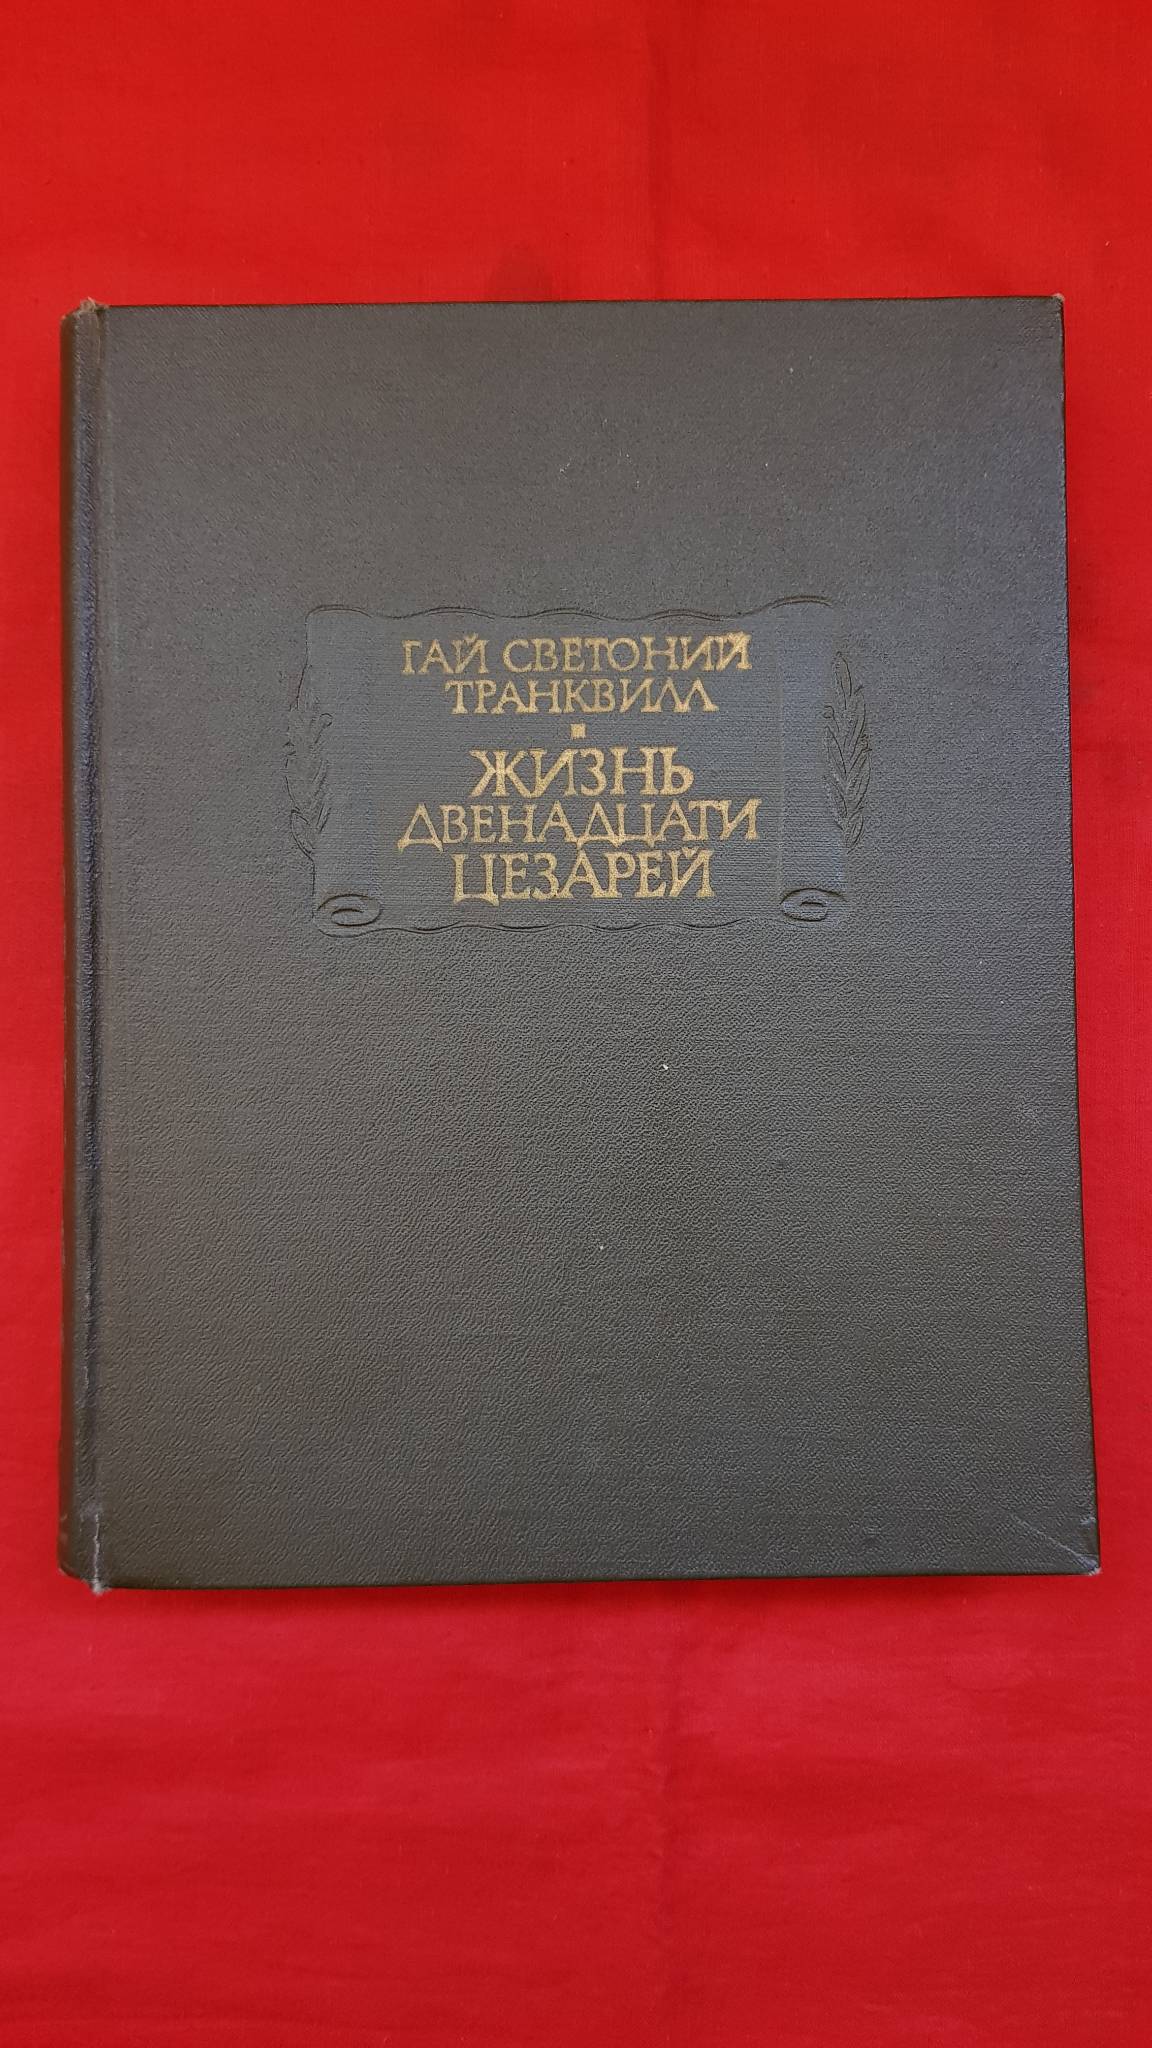 ГАЙ СВЕТОНИЙ
ТРАНКВИЛЛ
ЖИЗНЬ
ДВЕНАДЦАТИ
ЦЕЗАРЕЙ